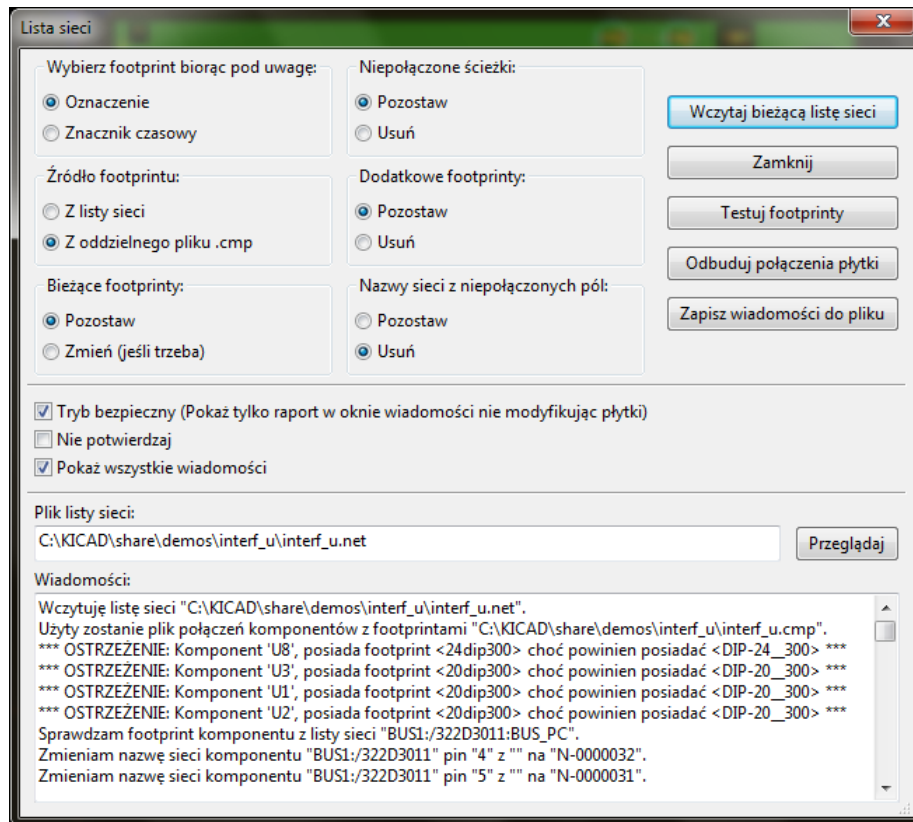 Lista sieci
Wybierz footprint biorąc pod uwagę:
Oznaczenie
Znacznik czasowy
Niepołączone ścieżki:
Pozostaw
Usuń
Wczytaj bieżącą listę sieci
Zamknij
Testuj footprinty
Odbuduj połączenia płytki
Zapisz wiadomości do pliku
Źródło footprintu:
Z listy sieci
Z oddzielnego pliku .cmp
Dodatkowe footprinty:
Pozostaw
Usuń
Bieżące footprinty:
Pozostaw
Zmień (jeśli trzeba)
Nazwy sieci z niepołączonych pól:
Pozostaw
Usuń
Tryb bezpieczny (Pokaż tylko raport w oknie wiadomości nie modyfikując płytki)
Nie potwierdzaj
Pokaż wszystkie wiadomości
Plik listy sieci:
C:\KICAD\share\demos\interf_u\interf_u.net
Przeglądaj
Wiadomości:
Wczytuję listę sieci "C:\KICAD\share\demos\interf_u\interf_u.net".
Użyty zostanie plik połączeń komponentów z footprintami "C:\KICAD\share\demos\interf_u\interf_u.cmp".
*** OSTRZEŻENIE: Komponent 'U8', posiada footprint <24dip300> choć powinien posiadać <DIP-24__300> ***
*** OSTRZEŻENIE: Komponent 'U3', posiada footprint <20dip300> choć powinien posiadać <DIP-20__300> ***
*** OSTRZEŻENIE: Komponent 'U1', posiada footprint <20dip300> choć powinien posiadać <DIP-20__300> ***
*** OSTRZEŻENIE: Komponent 'U2', posiada footprint <20dip300> choć powinien posiadać <DIP-20__300> ***
Sprawdzam footprint komponentu z listy sieci "BUS1:/322D3011:BUS_PC".
Zmieniam nazwę sieci komponentu "BUS1:/322D3011" pin "4" z "" na "N-0000032".
Zmieniam nazwę sieci komponentu "BUS1:/322D3011" pin "5" z "" na "N-0000031".